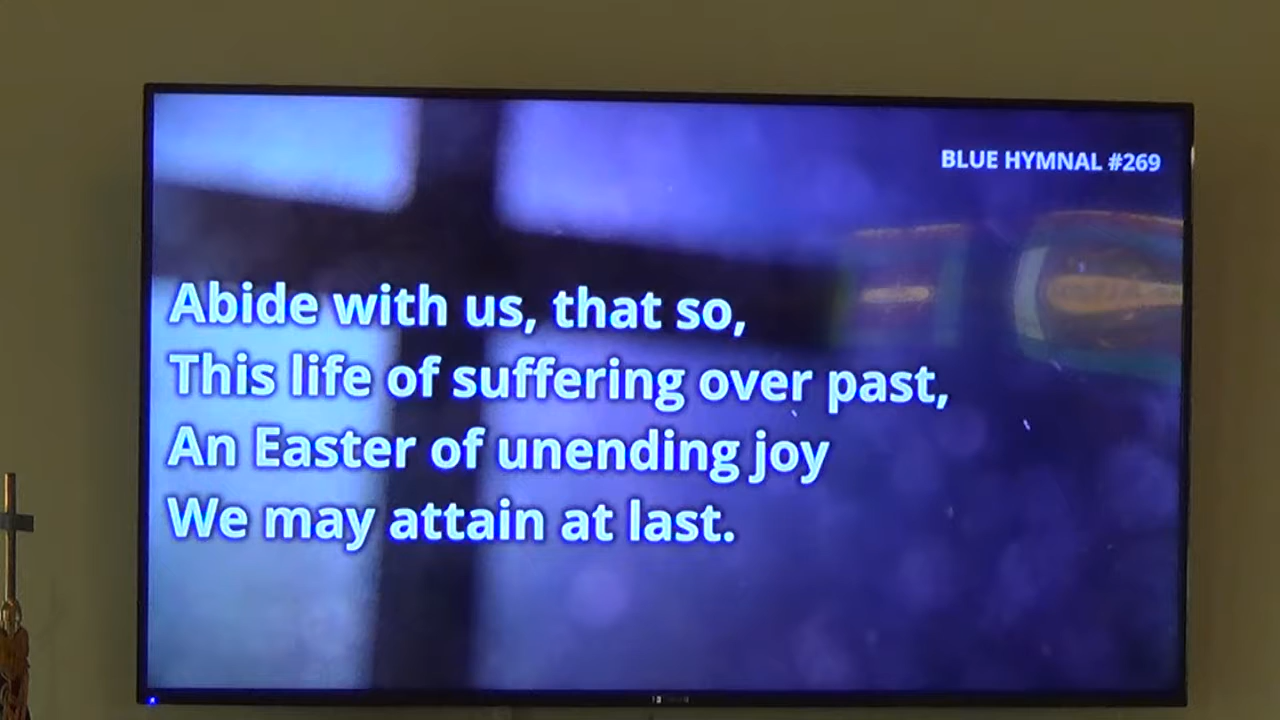 BLUE HYMNAL #269
Abide with us, that so,
This life of suffering over past,
An Easter of unending joy
We may attain at last.